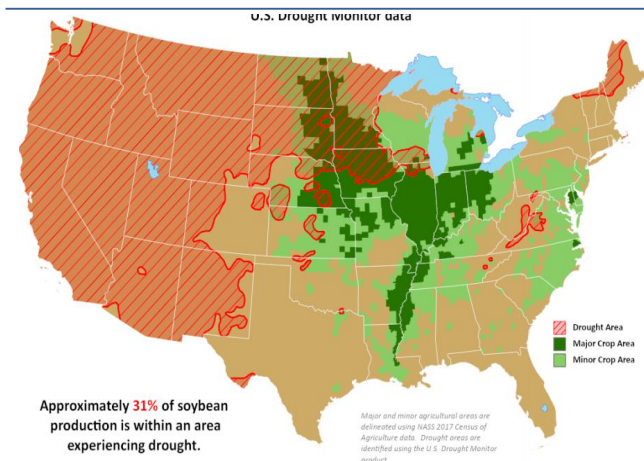 U.S. Drought Monitor data
Drought Area
Major Crop Area
Minor Crop Area
Approximately 31% of soybean
production is within an area
experiencing drought.
Major and minor agricultural areas are
delineated using NASS 2017 Census of
Agriculture data. Drought areas are
identified using the U.S. Drought Monitor
product.